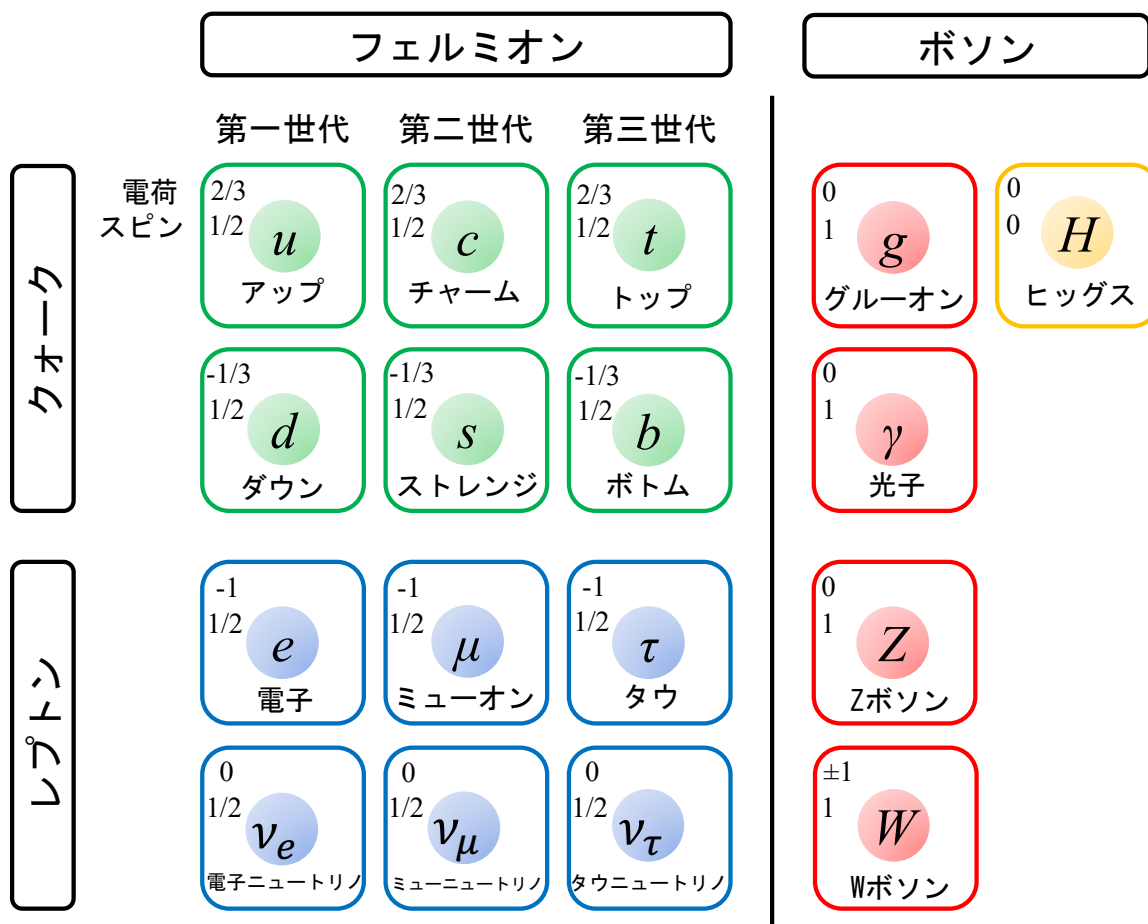 フェルミオン
ボソン
第一世代
第二世代
第三世代
クォーク
電荷
スピン
2/3
1/2
u
アップ
2/3
1/2
c
チャーム
2/3
1/2
t
トップ
0
1
g
グルーオン
0
0
H
ヒッグス
-1/3
1/2
d
ダウン
-1/3
1/2
s
ストレンジ
-1/3
1/2
b
ボトム
0
1
γ
光子
レプトン
-1
1/2
e
電子
-1
1/2
μ
ミューオン
-1
1/2
τ
タウ
0
1
Z
Zボソン
0
1/2
νe
電子ニュートリノ
0
1/2
νμ
ミューニュートリノ
0
1/2
ντ
タウニュートリノ
±1
1
W
Wボソン